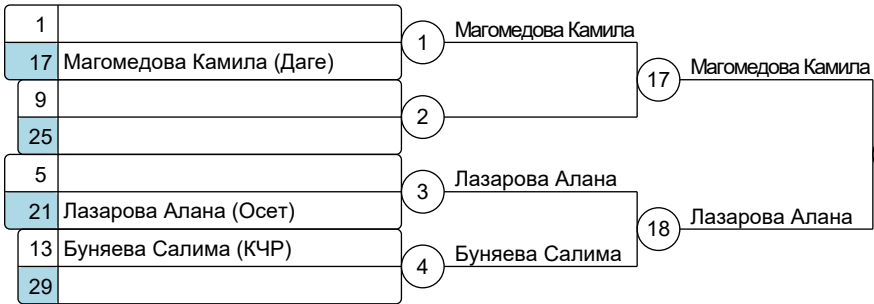 1
17 Магомедова Камила (Даге)
9
25
5
21 Лазарова Алана (Осет)
13 Буняева Салима (КЧР)
29
1
2
3
4
Магомедова Камила
Лазарова Алана
Буняева Салима
17
18
Магомедова Камила
Лазарова Алана